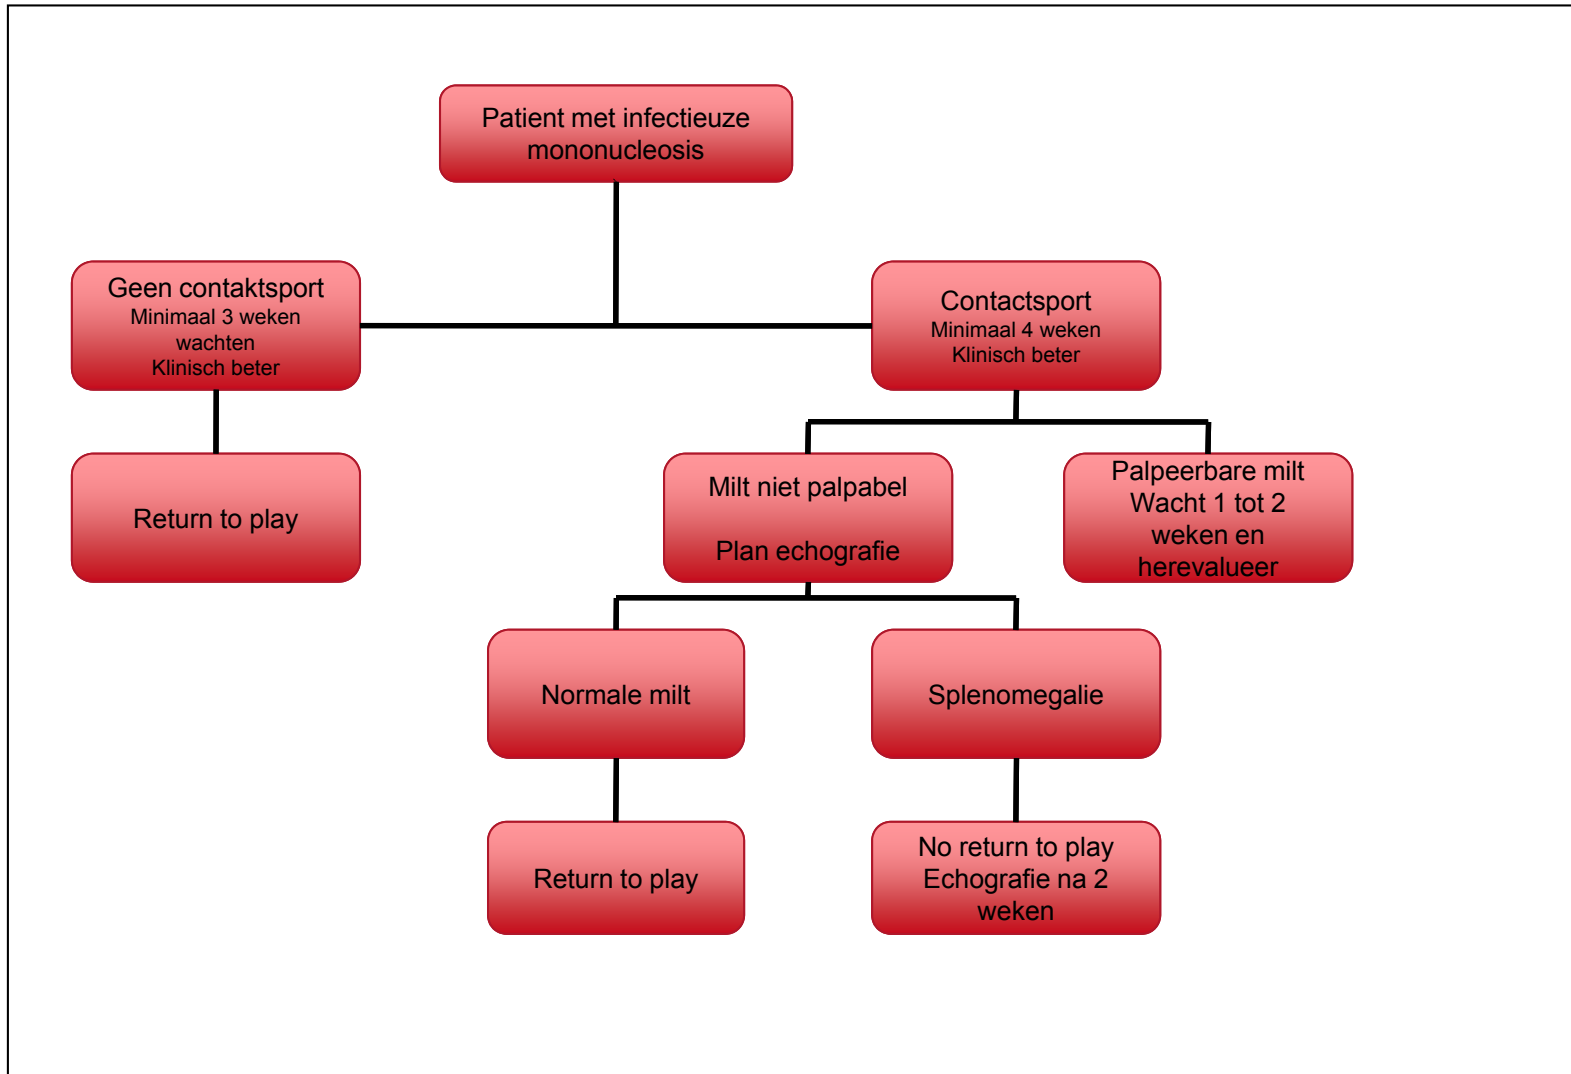 Patient met infectieuze
mononucleosis
Geen contaktsport
Minimaal 3 weken
wachten
Klinisch beter
Contactsport
Minimaal 4 weken
Klinisch beter
Return to play
Milt niet palpabel
Plan echografie
Palpeerbare milt
Wacht 1 tot 2
weken en
herevalueer
Normale milt
Splenomegalie
Return to play
No return to play
Echografie na 2
weken